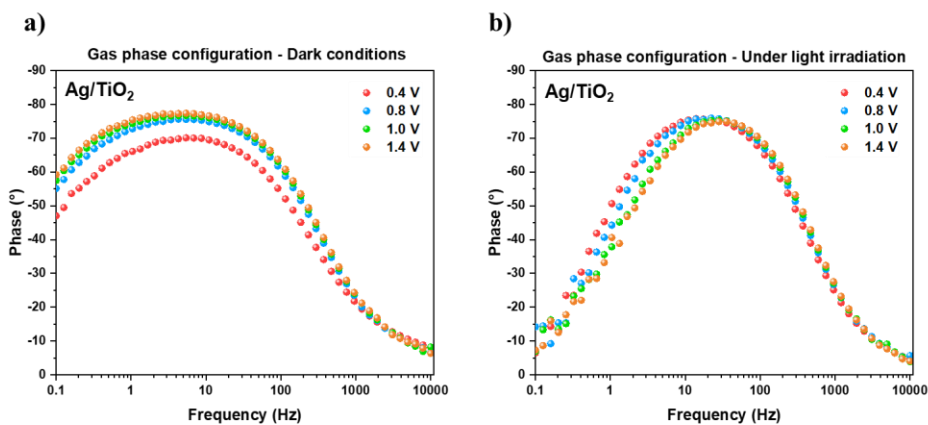 a)
Gas phase configuration - Dark conditions
-90
-80
-70
-60
-50
-40
-30
-20
-10
0
Phase (°)
Ag/TiO₂
0.4 V
0.8 V
1.0 V
1.4 V
0.1
1
10
100
1000
10000
Frequency (Hz)
b)
Gas phase configuration - Under light irradiation
-90
-80
-70
-60
-50
-40
-30
-20
-10
0
Phase (°)
Ag/TiO₂
0.4 V
0.8 V
1.0 V
1.4 V
0.1
1
10
100
1000
10000
Frequency (Hz)